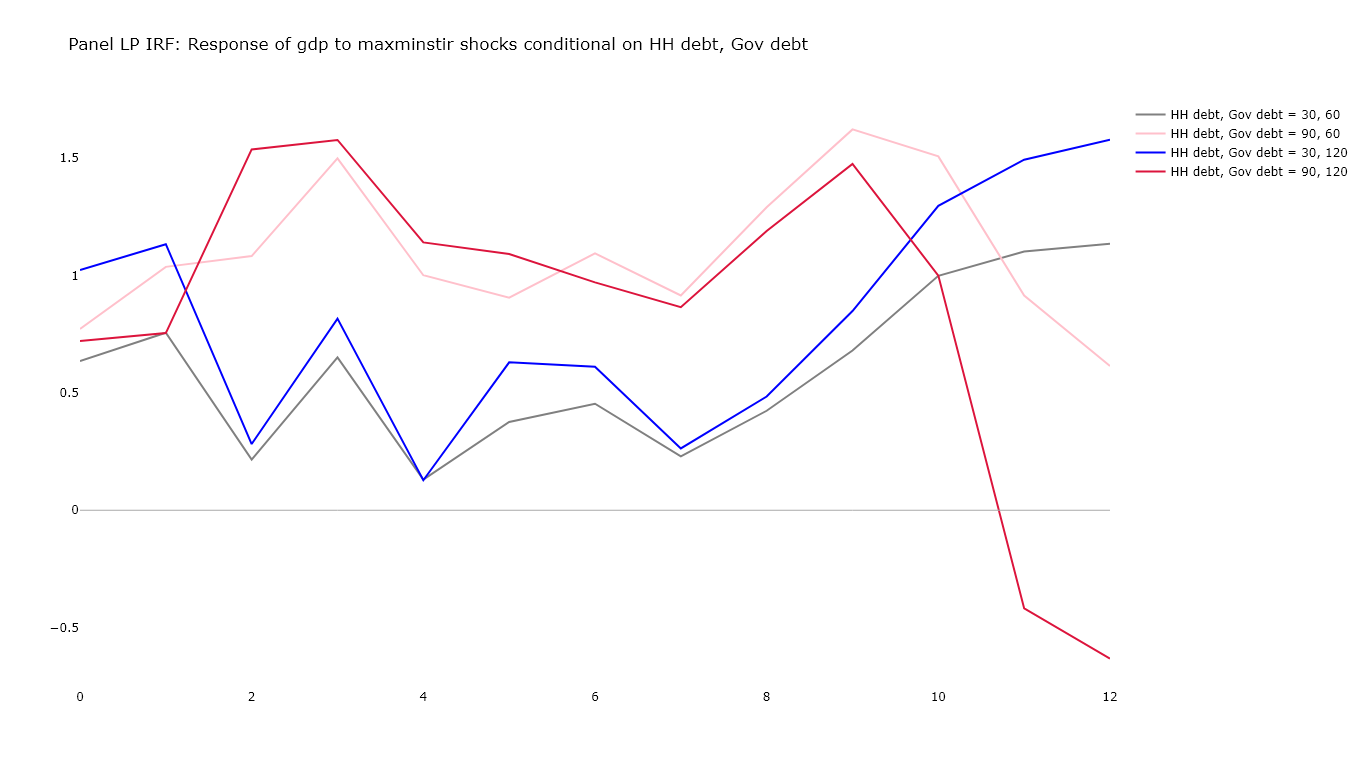 Panel LP IRF: Response of gdp to maxminstir shocks conditional on HH debt, Gov debt
HH debt, Gov debt = 30, 60
HH debt, Gov debt = 90, 60
HH debt, Gov debt = 30, 120
HH debt, Gov debt = 90, 120
1.5
1
0.5
0
−0.5
0 2 4 6 8 10 12